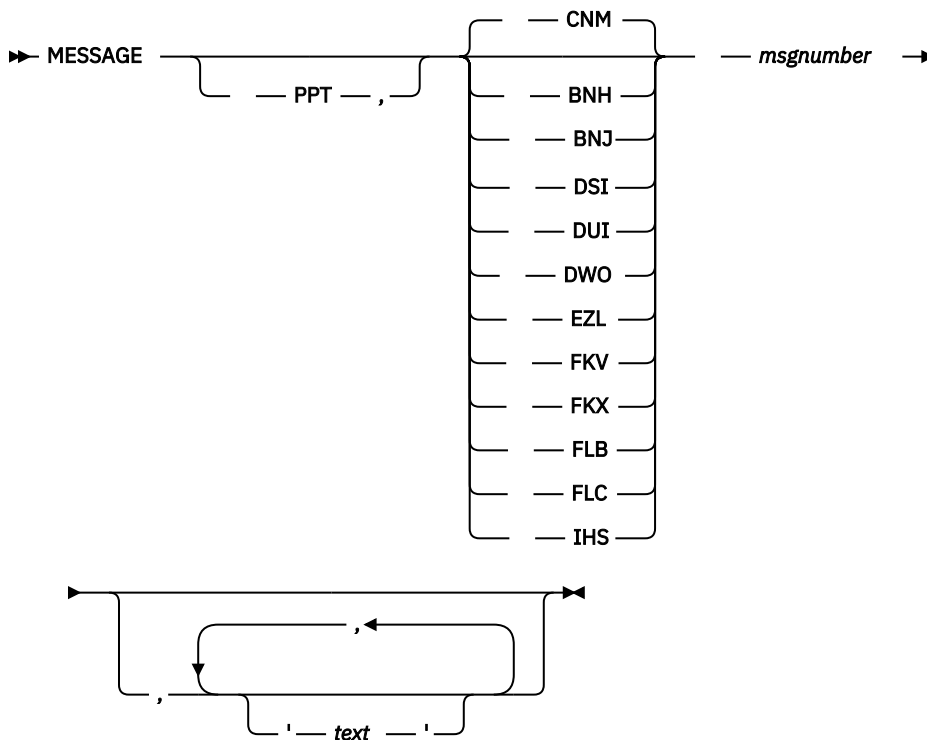 CNM
MESSAGE PPT , msgnumber
BNH
BNJ
DSI
DUI
DWO
EZL
FKV
FKX
FLB
FLC
IHS
,
,
' text '